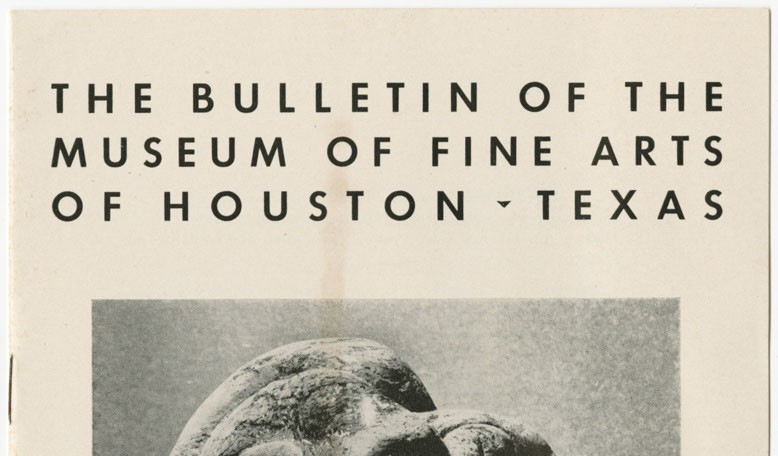 THE BULLETIN OF THE
MUSEUM OF FINE ARTS
OF HOUSTON ▾ TEXAS